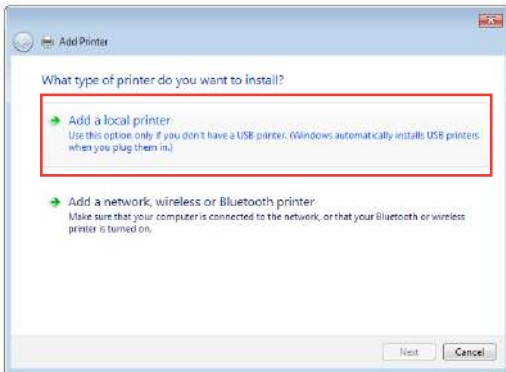 Add Printer
What type of printer do you want to install?
Add a local printer
Use this option only if you don't have a USB printer. (Windows automatically installs USB printers
when you plug them in.)
Add a network, wireless or Bluetooth printer
Make sure that your computer is connected to the network, or that your Bluetooth or wireless
printer is turned on.
Next
Cancel